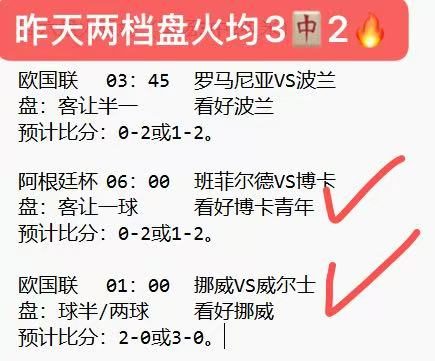 昨天两档盘火均3🀄2🔥
欧国联 03：45 罗马尼亚VS波兰
盘：客让半一 看好波兰
预计比分：0-2或1-2。
阿根廷杯 06：00 班菲尔德VS博卡
盘：客让一球 看好博卡青年
预计比分：0-2或1-2。
欧国联 01：00 挪威VS威尔士
盘：球半/两球 看好挪威
预计比分：2-0或3-0。